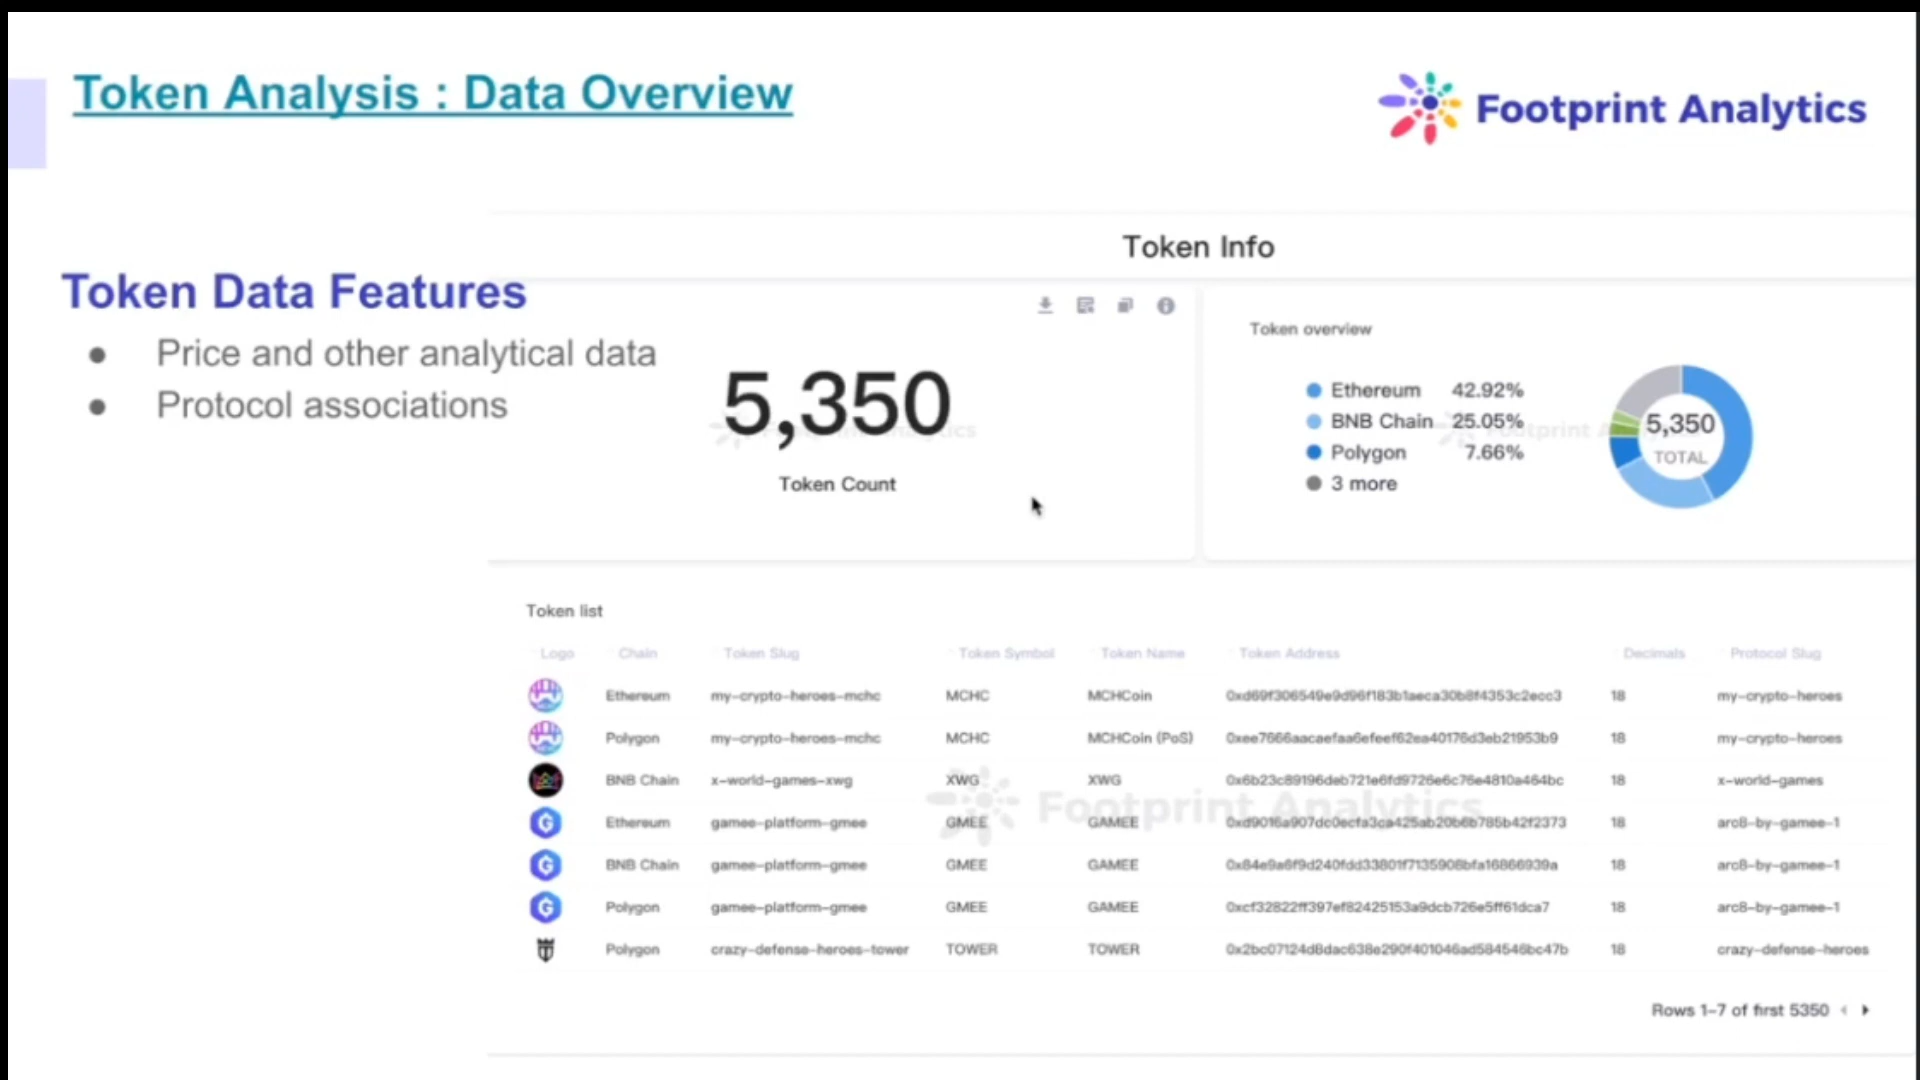 Token Analysis : Data Overview
Footprint Analytics
Token Info
Token Data Features
Price and other analytical data
Protocol associations
5,350
Token Count
Token overview
Ethereum 42.92%
BNB Chain 25.05%
Polygon 7.66%
3 more
5,350
TOTAL
Token list
Logo Chain Token Slug Token Symbol Token Name Token Address Decimals Protocol Slug
Ethereum my-crypto-heroes-mchc MCHC MCHCoin 18 my-crypto-heroes
Polygon my-crypto-heroes-mchc MCHC MCHCoin (PoS) 18 my-crypto-heroes
BNB Chain x-world-games-xwg XWG XWG 18 x-world-games
Ethereum gamee-platform-gmee GMEE GAMEE 18 arc8-by-gamee-1
BNB Chain gamee-platform-gmee GMEE GAMEE 18 arc8-by-gamee-1
Polygon gamee-platform-gmee GMEE GAMEE 18 arc8-by-gamee-1
Polygon crazy-defense-heroes-tower TOWER TOWER 18 crazy-defense-heroes
Footprint Analytics
Rows 1-7 of first 5350